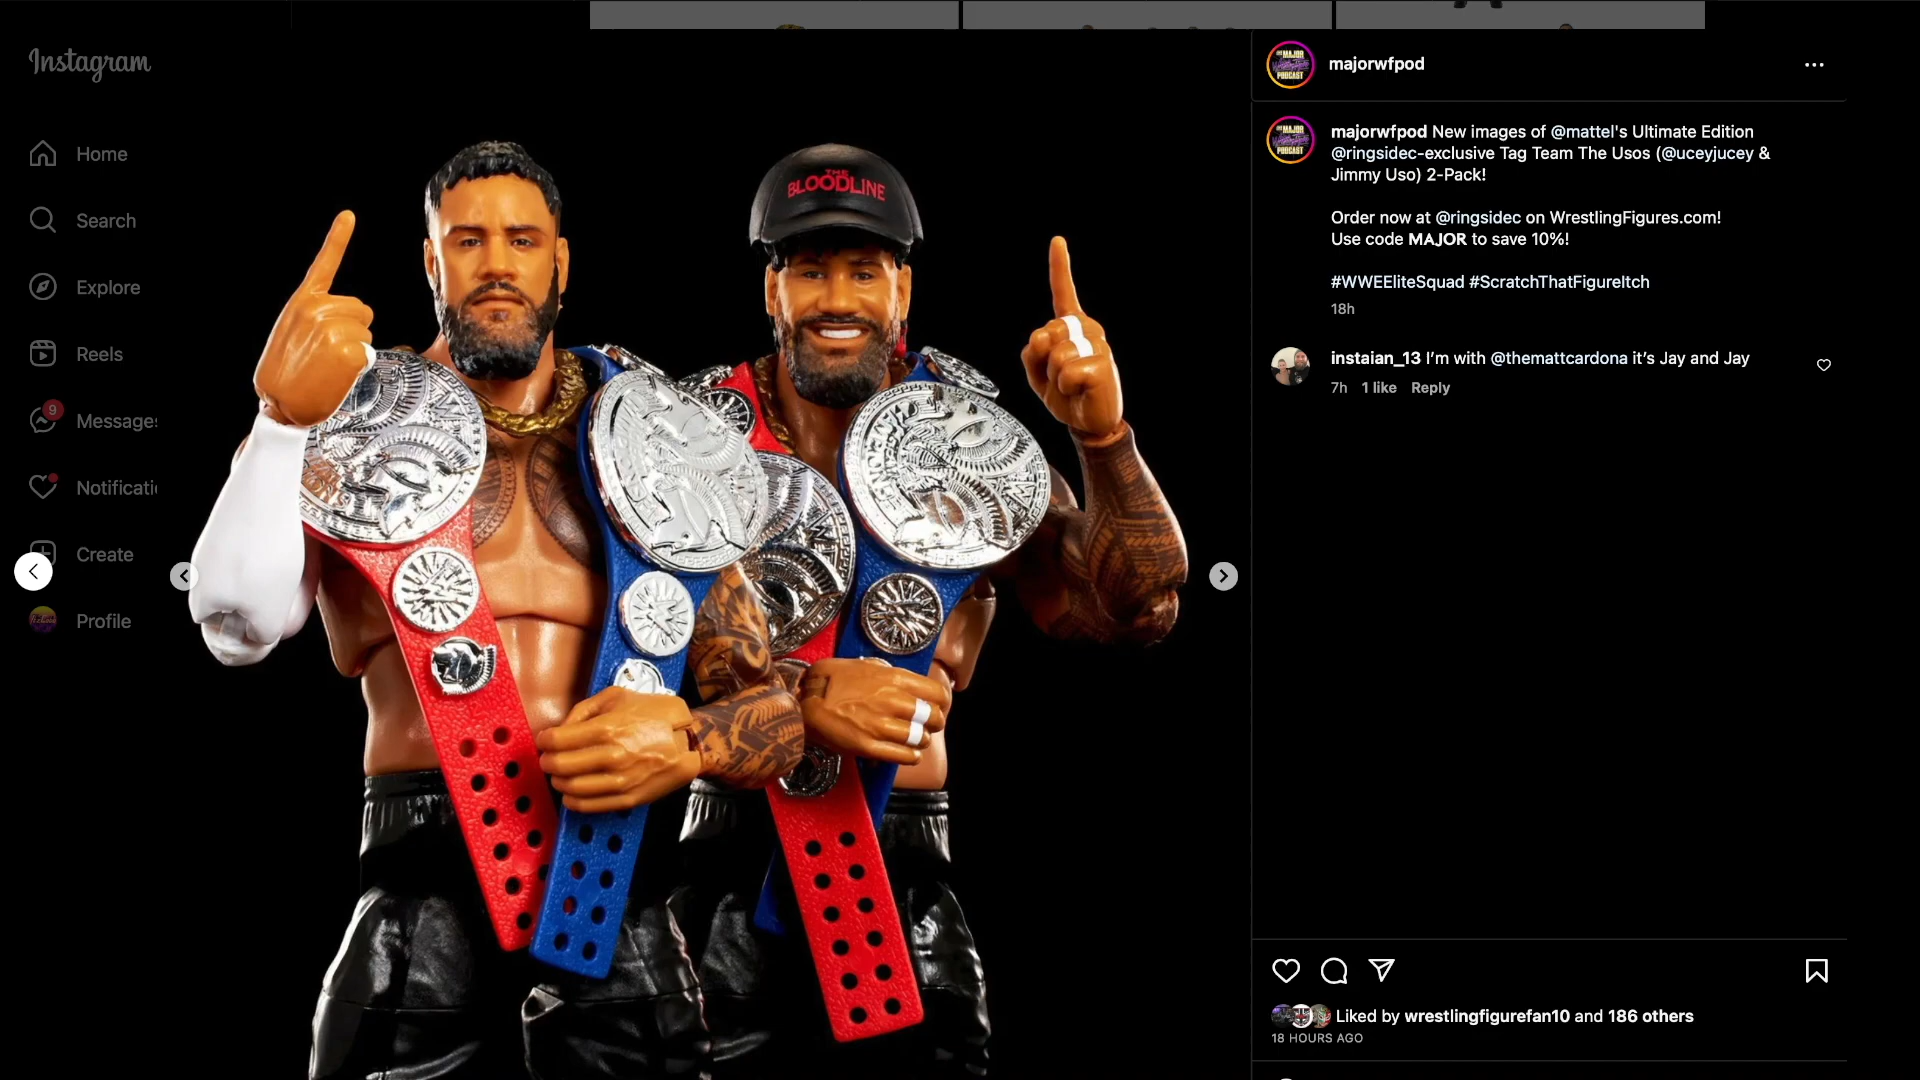 Instagram
Home
Search
Explore
Reels
9
Messages
Notificati
Create
Profile
THE
BLOODLINE
majorwfpod
majorwfpod New images of @mattel's Ultimate Edition
@ringsidec-exclusive Tag Team The Usos (@uceyjucey &
Jimmy Uso) 2-Pack!
Order now at @ringsidec on WrestlingFigures.com!
Use code MAJOR to save 10%!
#WWEEliteSquad #ScratchThatFigureItch
18h
instaian_13 I’m with @themattcardona it’s Jay and Jay
7h 1 like Reply
Liked by wrestlingfigurefan10 and 186 others
18 HOURS AGO